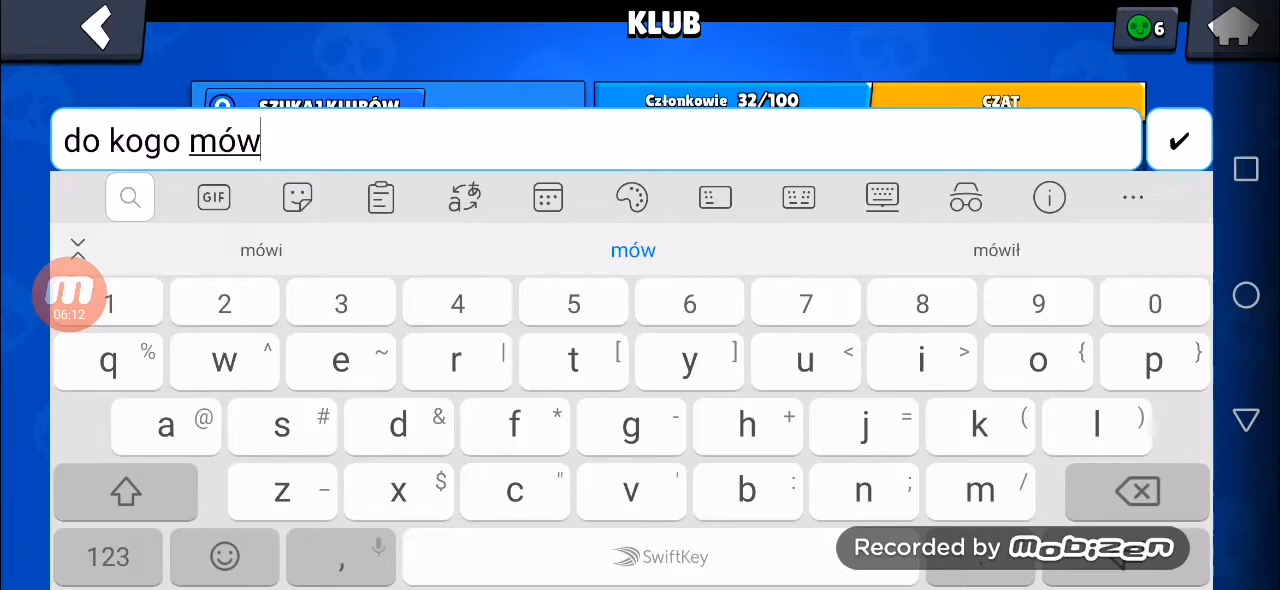 KLUB
6
SZUKAJ KLUBÓW
Członkowie 32/100
CZAT
do kogo mów
GIF
mówi mów mówił
06:12
1 2 3 4 5 6 7 8 9 0
q % w ^ e ~ r | t [ y ] u < i > o { p }
a @ s # d & f * g - h + j = k ( l )
z _ x $ c " v ' b : n ; m /
123 , SwiftKey .
Recorded by mobizen